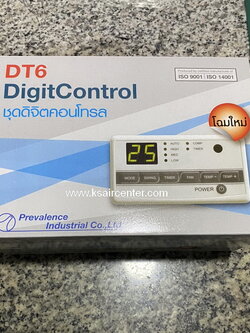 DT6
DigitControl
ชุดดิจิตคอนโทรล
ISO 9001 | ISO 14001
โฉมใหม่
25
AUTO COMP
HIGH TIMER
MED
LOW
MODE SWING TIMER FAN TEMP- TEMP+
POWER
www.ksaircenter.com
Prevalence
Industrial Co.,Ltd.